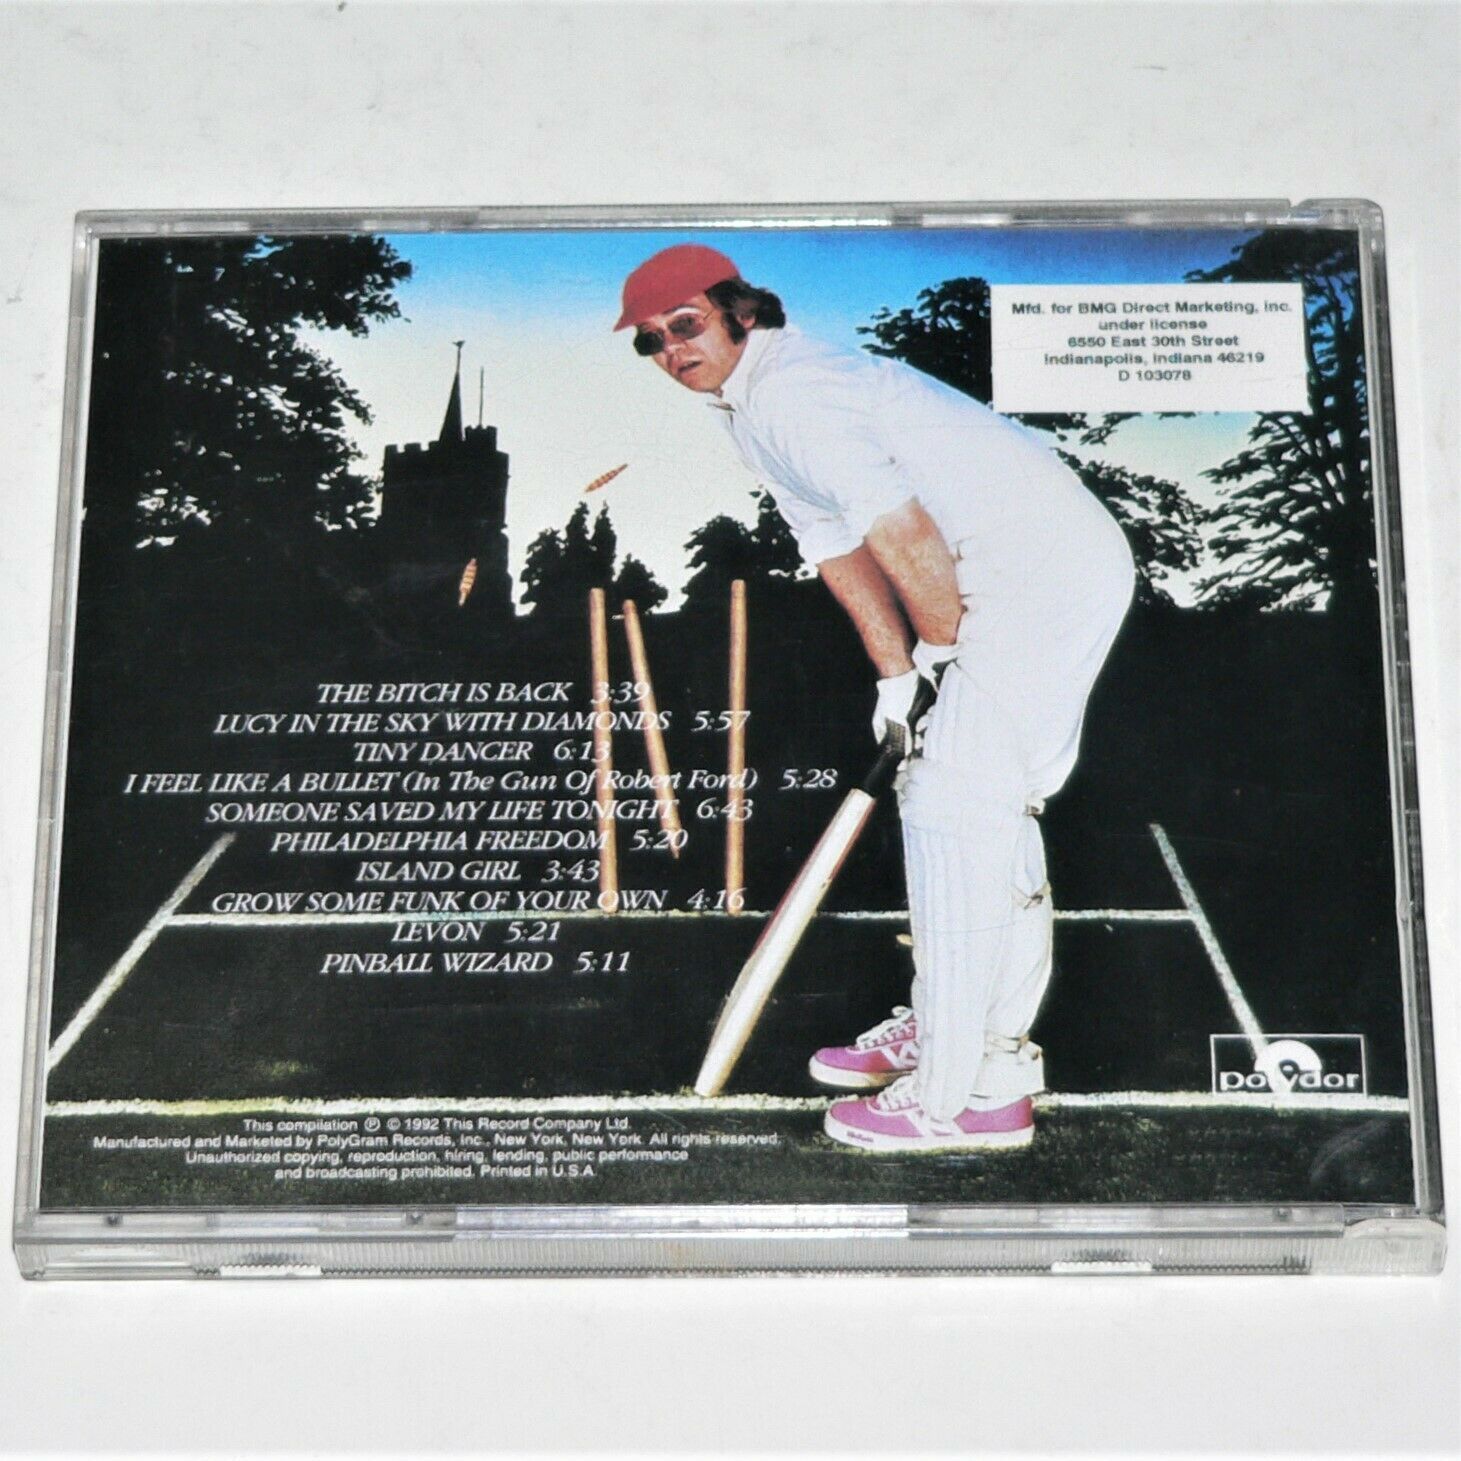 Mfd. for BMG Direct Marketing, Inc.
under license
6550 East 30th Street
Indianapolis, Indiana 46219
D 103078
THE BITCH IS BACK 3:39
LUCY IN THE SKY WITH DIAMONDS 5:57
TINY DANCER 6:13
I FEEL LIKE A BULLET (In The Gun Of Robert Ford) 5:28
SOMEONE SAVED MY LIFE TONIGHT 6:43
PHILADELPHIA FREEDOM 5:20
ISLAND GIRL 3:43
GROW SOME FUNK OF YOUR OWN 4:16
LEVON 5:21
PINBALL WIZARD 5:11
polydor
This compilation ℗ © 1992 This Record Company Ltd.
Manufactured and Marketed by PolyGram Records, Inc., New York, New York. All rights reserved.
Unauthorized copying, reproduction, hiring, lending, public performance
and broadcasting prohibited. Printed in U.S.A.